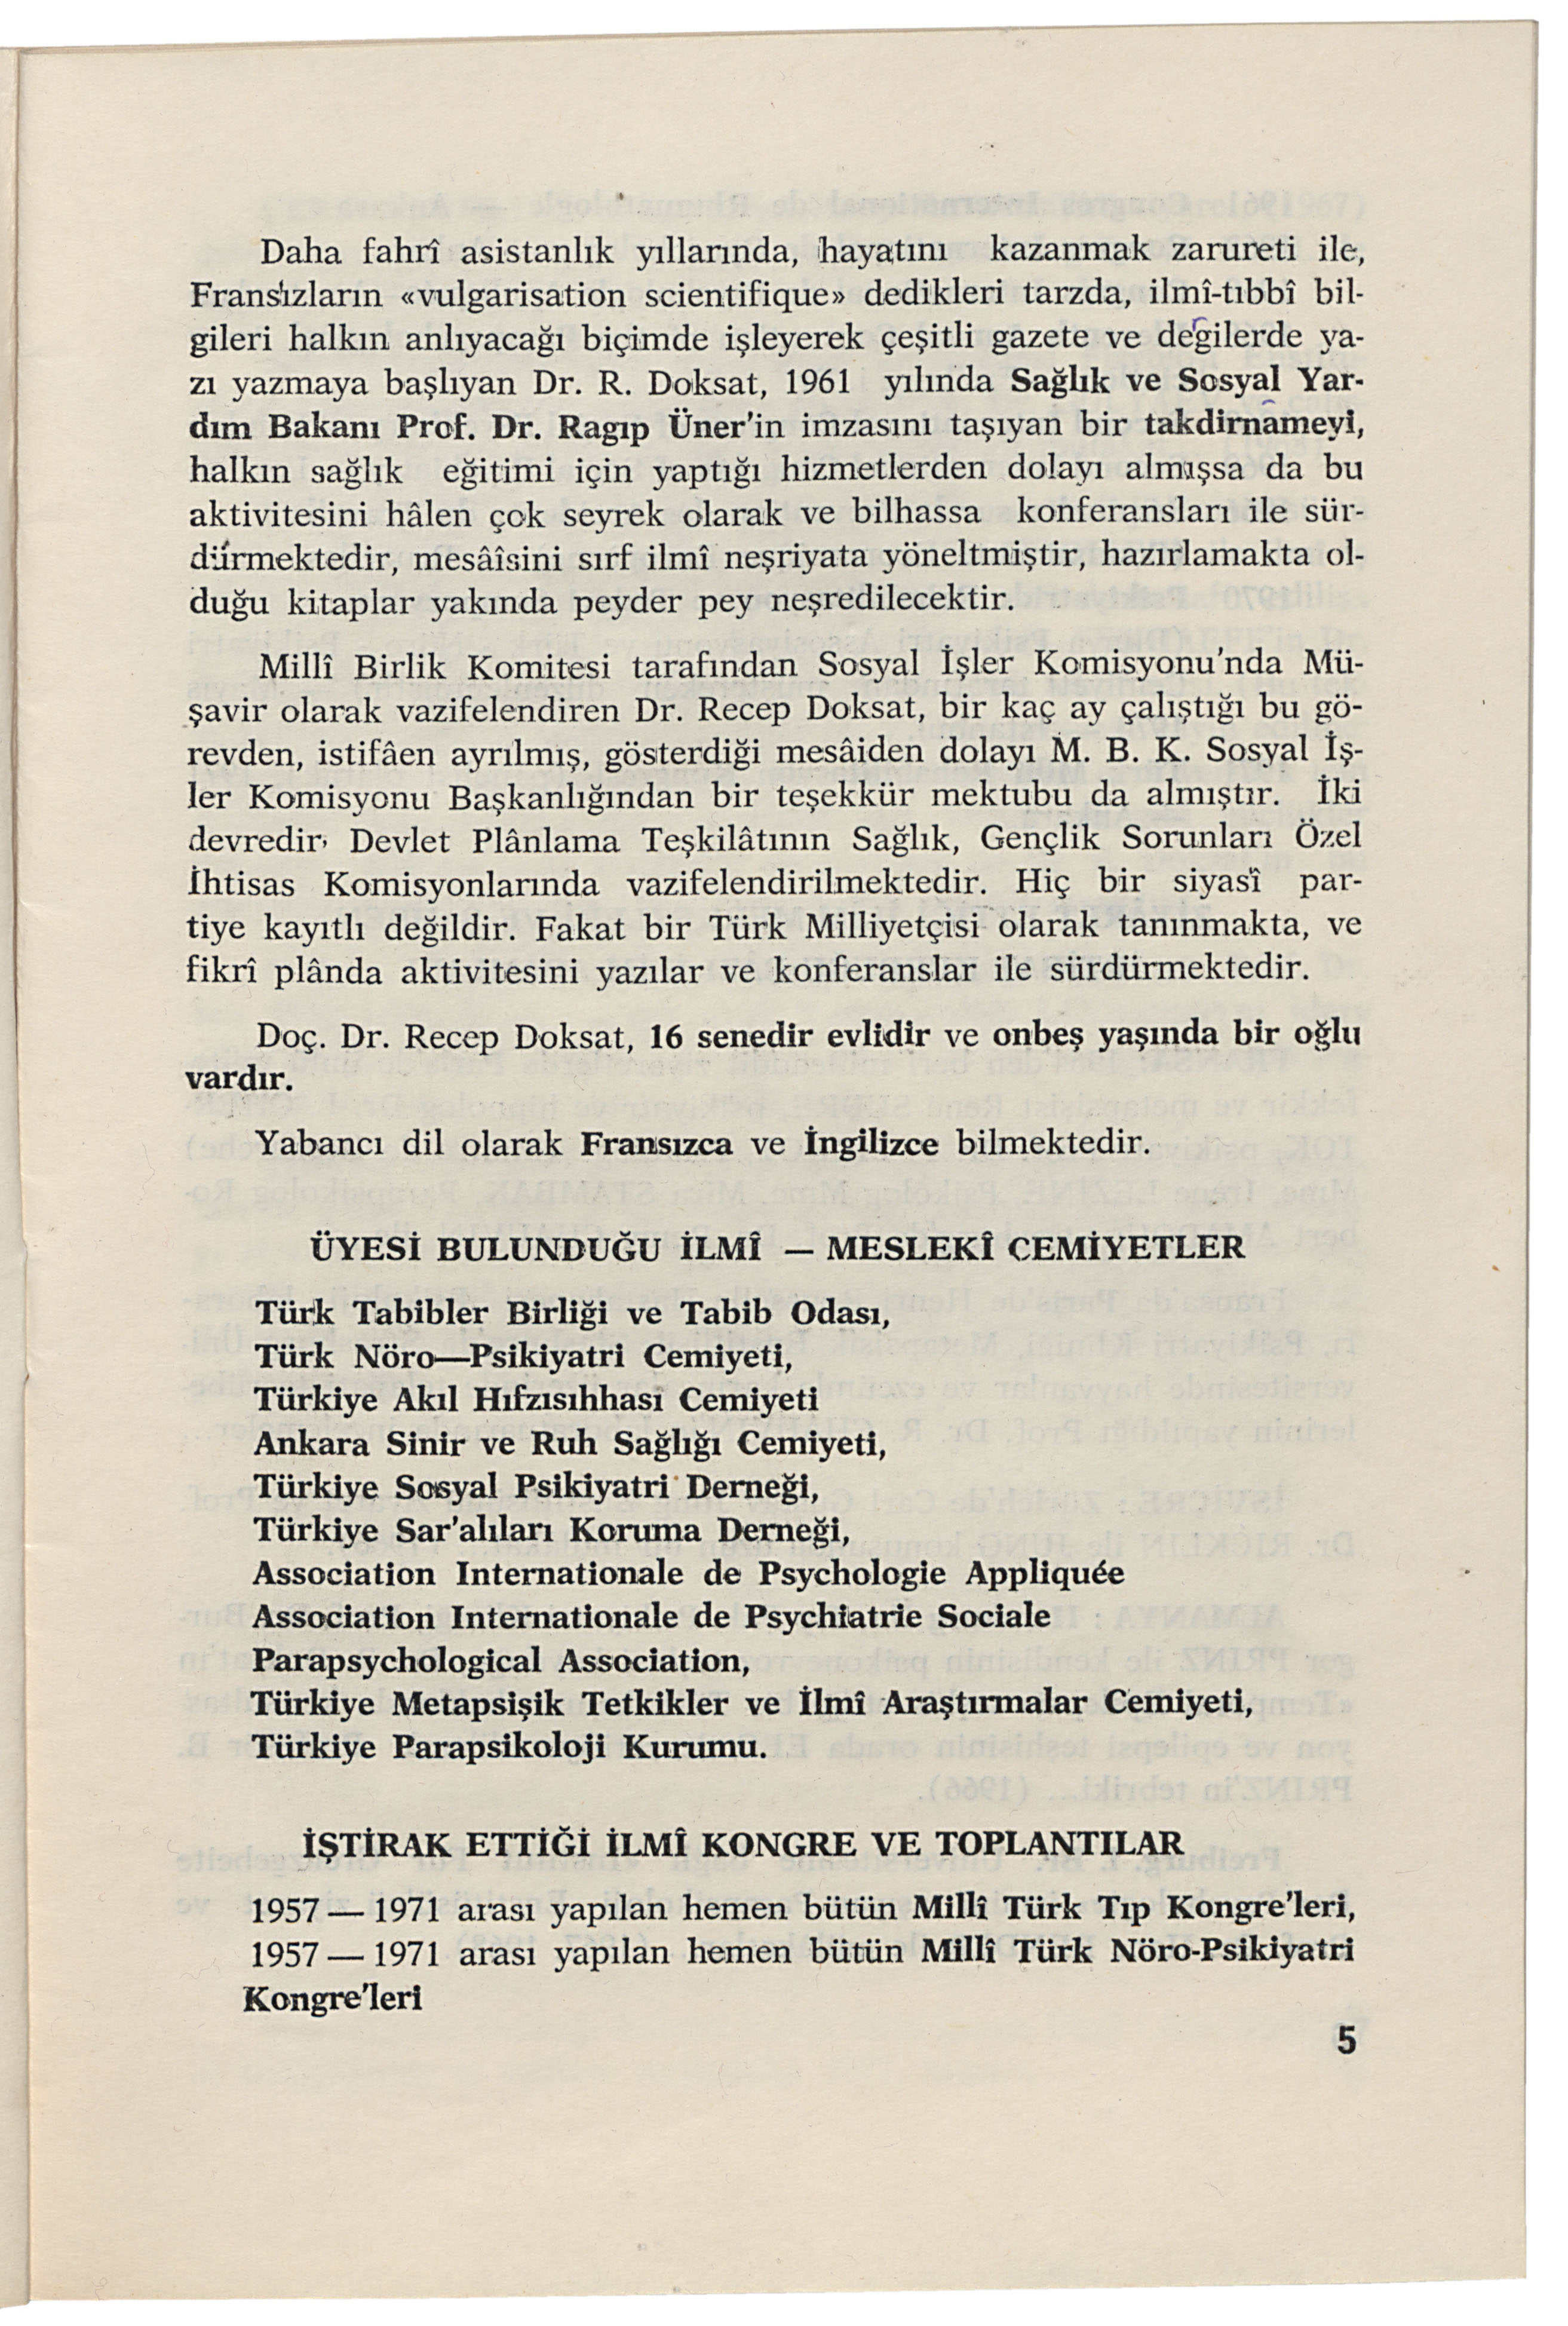 Daha fahrî asistanlık yıllarında, hayatını kazanmak zarureti ile,
Fransızların «vulgarisation scientifique» dedikleri tarzda, ilmî-tıbbî bil-
gileri halkın anlıyacağı biçimde işleyerek çeşitli gazete ve değilerde ya-
zı yazmaya başlıyan Dr. R. Doksat, 1961 yılında Sağlık ve Sosyal Yar-
dım Bakanı Prof. Dr. Ragıp Üner'in imzasını taşıyan bir takdirnameyi,
halkın sağlık eğitimi için yaptığı hizmetlerden dolayı almışsa da bu
aktivitesini hâlen çok seyrek olarak ve bilhassa konferansları ile sür-
dürmektedir, mesâîsini sırf ilmî neşriyata yöneltmiştir, hazırlamakta ol-
duğu kitaplar yakında peyder pey neşredilecektir.
Millî Birlik Komitesi tarafından Sosyal İşler Komisyonu'nda Mü-
şavir olarak vazifelendiren Dr. Recep Doksat, bir kaç ay çalıştığı bu gö-
revden, istifâen ayrılmış, gösterdiği mesâiden dolayı M. B. K. Sosyal İş-
ler Komisyonu Başkanlığından bir teşekkür mektubu da almıştır. İki
devredir, Devlet Plânlama Teşkilâtının Sağlık, Gençlik Sorunları Özel
İhtisas Komisyonlarında vazifelendirilmektedir. Hiç bir siyasî par-
tiye kayıtlı değildir. Fakat bir Türk Milliyetçisi olarak tanınmakta, ve
fikrî plânda aktivitesini yazılar ve konferanslar ile sürdürmektedir.
Doç. Dr. Recep Doksat, 16 senedir evlidir ve onbeş yaşında bir oğlu
vardır.
Yabancı dil olarak Fransızca ve İngilizce bilmektedir.
ÜYESİ BULUNDUĞU İLMÎ — MESLEKÎ CEMİYETLER
Türk Tabibler Birliği ve Tabib Odası,
Türk Nöro—Psikiyatri Cemiyeti,
Türkiye Akıl Hıfzısıhhası Cemiyeti
Ankara Sinir ve Ruh Sağlığı Cemiyeti,
Türkiye Sosyal Psikiyatri Derneği,
Türkiye Sar'alıları Koruma Derneği,
Association Internationale de Psychologie Appliquée
Association Internationale de Psychiatrie Sociale
Parapsychological Association,
Türkiye Metapsişik Tetkikler ve İlmî Araştırmalar Cemiyeti,
Türkiye Parapsikoloji Kurumu.
İŞTİRAK ETTİĞİ İLMÎ KONGRE VE TOPLANTILAR
1957 — 1971 arası yapılan hemen bütün Millî Türk Tıp Kongre'leri,
1957 — 1971 arası yapılan hemen bütün Millî Türk Nöro-Psikiyatri
Kongre'leri
5